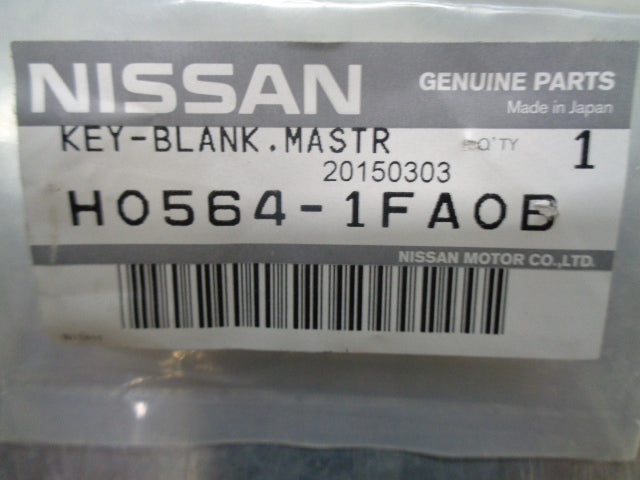 NISSAN GENUINE PARTS
Made in Japan
KEY-BLANK.MASTR Q'TY 1
20150303
H0564-1FA0B
NISSAN MOTOR CO.,LTD.